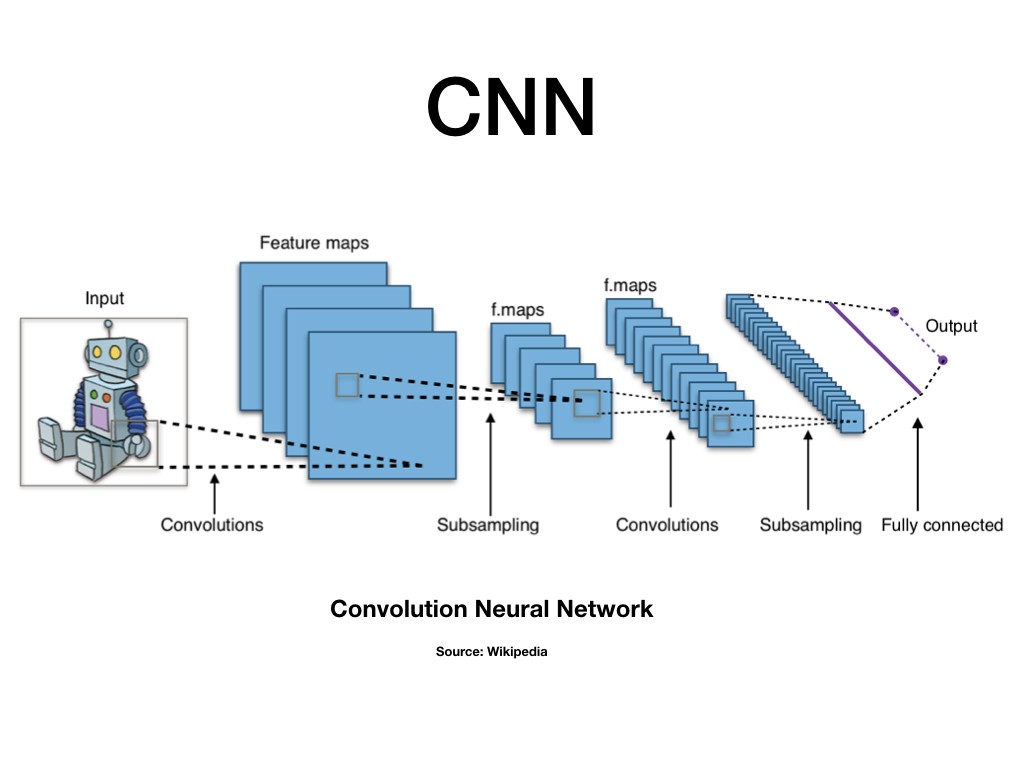 CNN
Feature maps
Input
f.maps
f.maps
Output
Convolutions
Subsampling
Convolutions
Subsampling
Fully connected
Convolution Neural Network
Source: Wikipedia